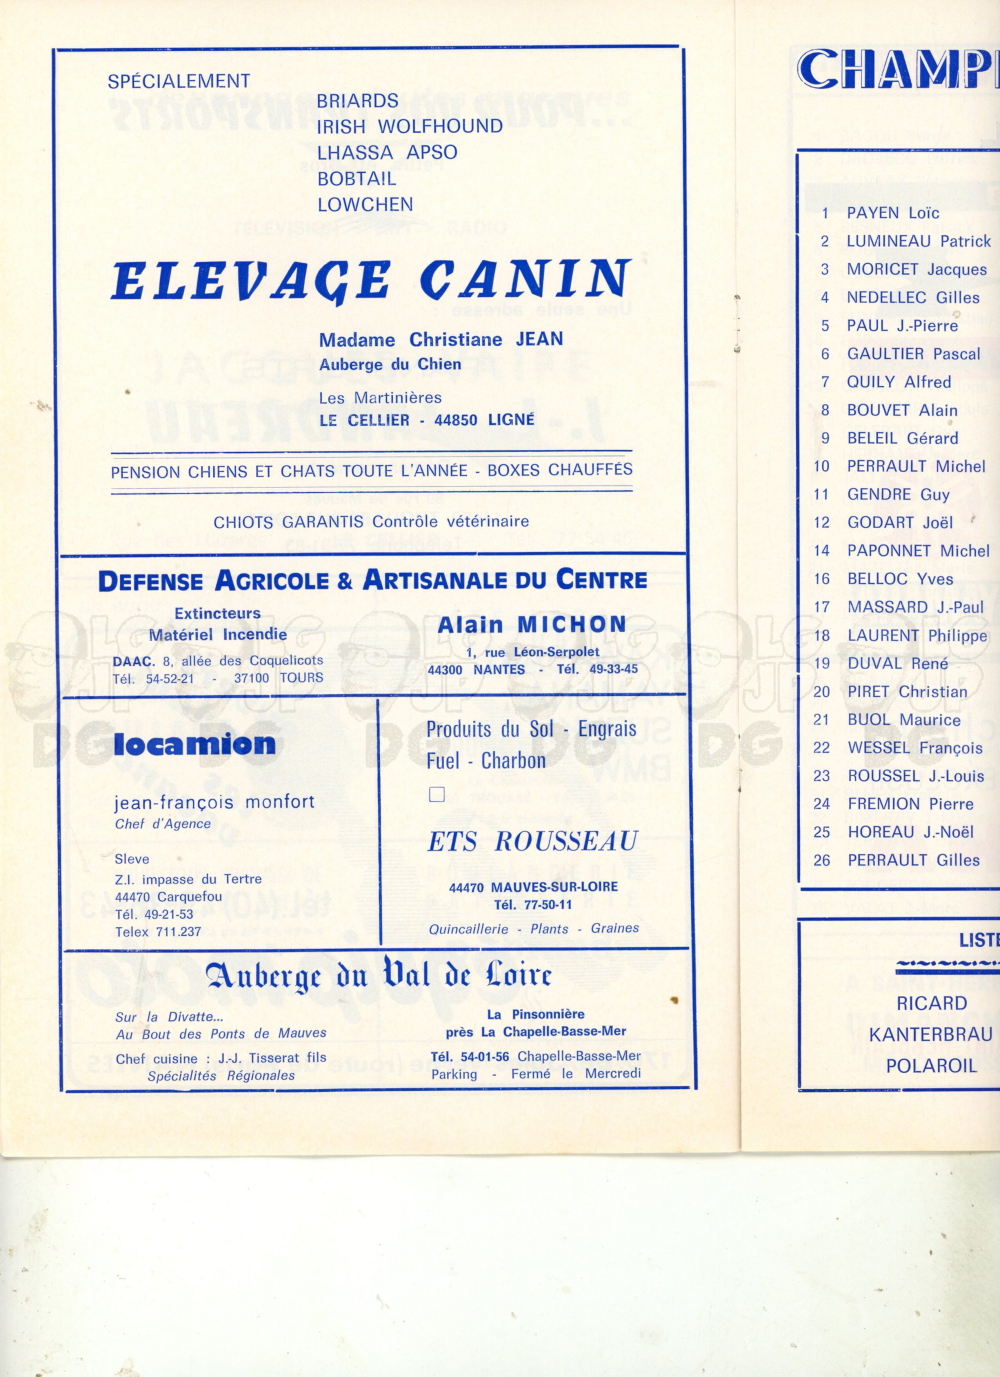 SPÉCIALEMENT
BRIARDS
IRISH WOLFHOUND
LHASSA APSO
BOBTAIL
LOWCHEN
ELEVAGE CANIN
Madame Christiane JEAN
Auberge du Chien
Les Martinières
LE CELLIER - 44850 LIGNÉ
PENSION CHIENS ET CHATS TOUTE L'ANNÉE - BOXES CHAUFFÉS
CHIOTS GARANTIS Contrôle vétérinaire
DEFENSE AGRICOLE & ARTISANALE DU CENTRE
Extincteurs
Matériel Incendie
DAAC. 8, allée des Coquelicots
Tél. 54-52-21 - 37100 TOURS
Alain MICHON
1, rue Léon-Serpolet
44300 NANTES - Tél. 49-33-45
locamion
jean-françois monfort
Chef d'Agence
Sleve
Z.I. impasse du Tertre
44470 Carquefou
Tél. 49-21-53
Telex 711.237
Produits du Sol - Engrais
Fuel - Charbon
ETS ROUSSEAU
44470 MAUVES-SUR-LOIRE
Tél. 77-50-11
Quincaillerie - Plants - Graines
Auberge du Val de Loire
Sur la Divatte...
Au Bout des Ponts de Mauves
Chef cuisine : J.-J. Tisserat fils
Spécialités Régionales
La Pinsonnière
près La Chapelle-Basse-Mer
Tél. 54-01-56 Chapelle-Basse-Mer
Parking - Fermé le Mercredi
CHAMPI
1 PAYEN Loïc
2 LUMINEAU Patrick
3 MORICET Jacques
4 NEDELLEC Gilles
5 PAUL J.-Pierre
6 GAULTIER Pascal
7 QUILY Alfred
8 BOUVET Alain
9 BELEIL Gérard
10 PERRAULT Michel
11 GENDRE Guy
12 GODART Joël
14 PAPONNET Michel
16 BELLOC Yves
17 MASSARD J.-Paul
18 LAURENT Philippe
19 DUVAL René
20 PIRET Christian
21 BUOL Maurice
22 WESSEL François
23 ROUSSEL J.-Louis
24 FREMION Pierre
25 HOREAU J.-Noël
26 PERRAULT Gilles
LISTE
RICARD
KANTERBRAU
POLAROIL